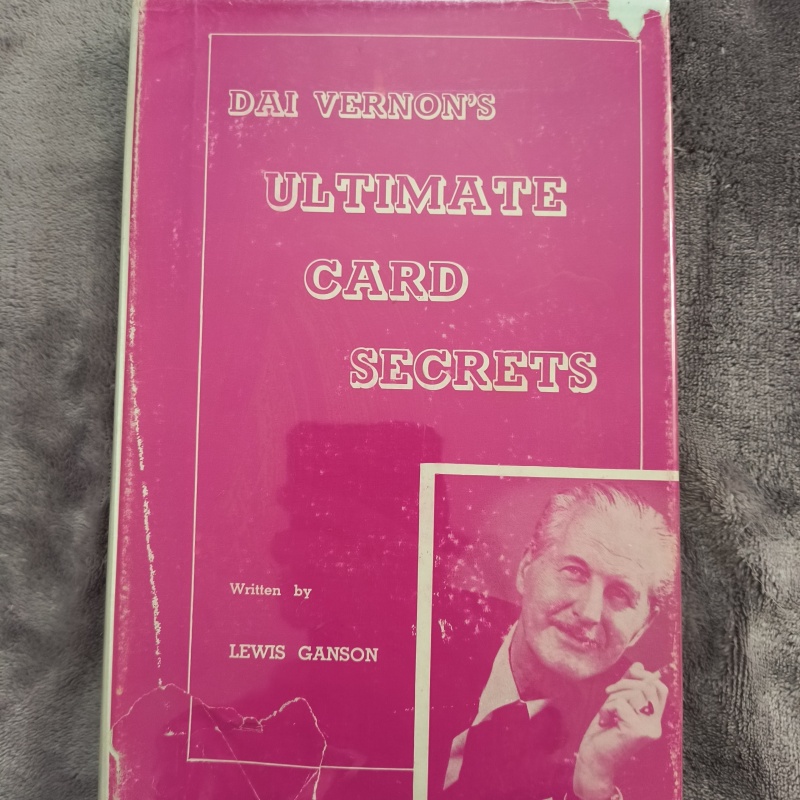 DAI VERNON'S
ULTIMATE
CARD
SECRETS
Written by
LEWIS GANSON